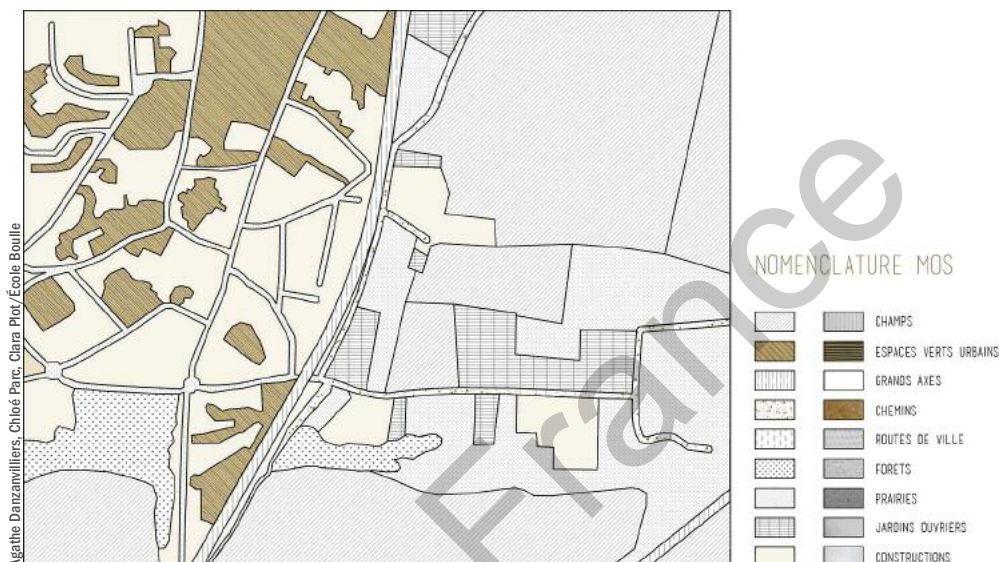 Agathe Danzanvilliers, Chloé Parc, Clara Plot/École Boulle
NOMENCLATURE MOS
CHAMPS
ESPACES VERTS URBAINS
GRANDS AXES
CHEMINS
ROUTES DE VILLE
FORETS
PRAIRIES
JARDINS OUVRIERS
CONSTRUCTIONS
France